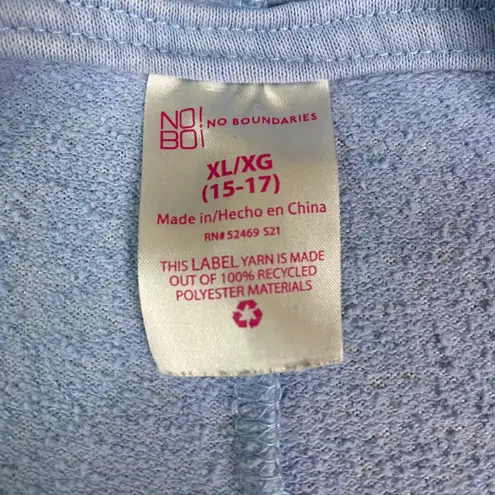 NO! NO BOUNDARIES
BO!
XL/XG
(15-17)
Made in/Hecho en China
RN# 52469 S21
THIS LABEL YARN IS MADE
OUT OF 100% RECYCLED
POLYESTER MATERIALS